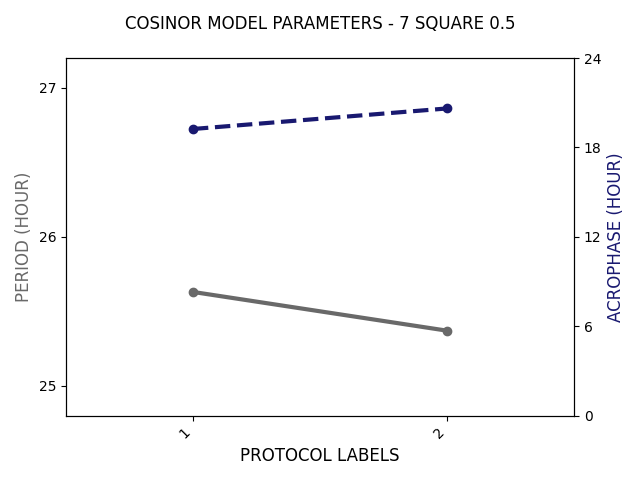 COSINOR MODEL PARAMETERS - 7 SQUARE 0.5
27
26
25
PERIOD (HOUR)
24
18
12
6
0
ACROPHASE (HOUR)
1
2
PROTOCOL LABELS